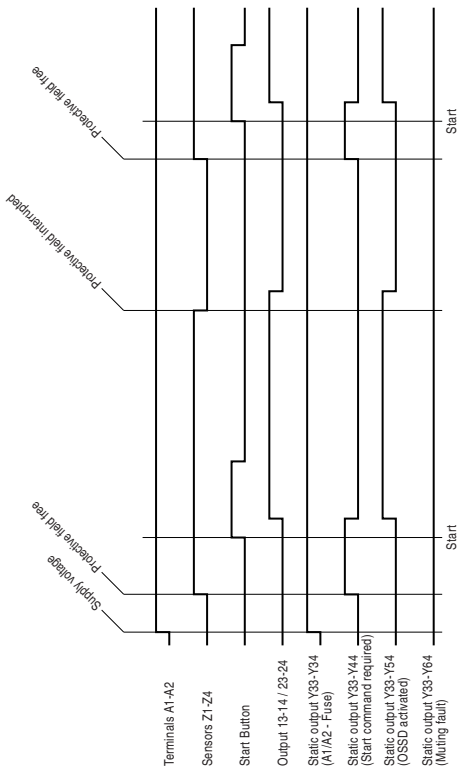 Supply voltage
Protective field free
Protective field interrupted
Protective field free
Terminals A1-A2
Sensors Z1-Z4
Start Button
Output 13-14 / 23-24
Static output Y33-Y34
(A1/A2 - Fuse)
Static output Y33-Y44
(Start command required)
Static output Y33-Y54
(OSSD activated)
Static output Y33-Y64
(Muting fault)
Start
Start